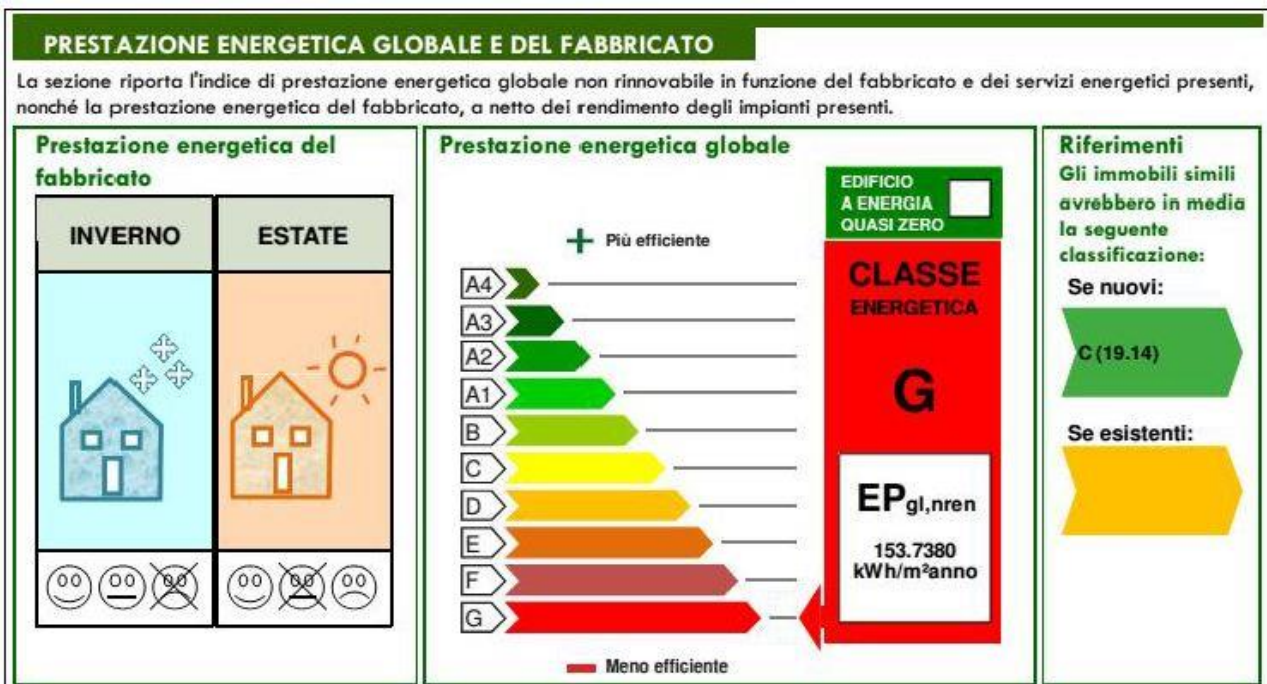 PRESTAZIONE ENERGETICA GLOBALE E DEL FABBRICATO
La sezione riporta l'indice di prestazione energetica globale non rinnovabile in funzione del fabbricato e dei servizi energetici presenti,
nonché la prestazione energetica del fabbricato, a netto dei rendimento degli impianti presenti.
Prestazione energetica del
fabbricato
INVERNO
ESTATE
Prestazione energetica globale
+ Più efficiente
A4
A3
A2
A1
B
C
D
E
F
G
Meno efficiente
EDIFICIO
A ENERGIA
QUASI ZERO
CLASSE
ENERGETICA
G
EPgl,nren
153.7380
kWh/m²anno
Riferimenti
Gli immobili simili
avrebbero in media
la seguente
classificazione:
Se nuovi:
C (19.14)
Se esistenti: